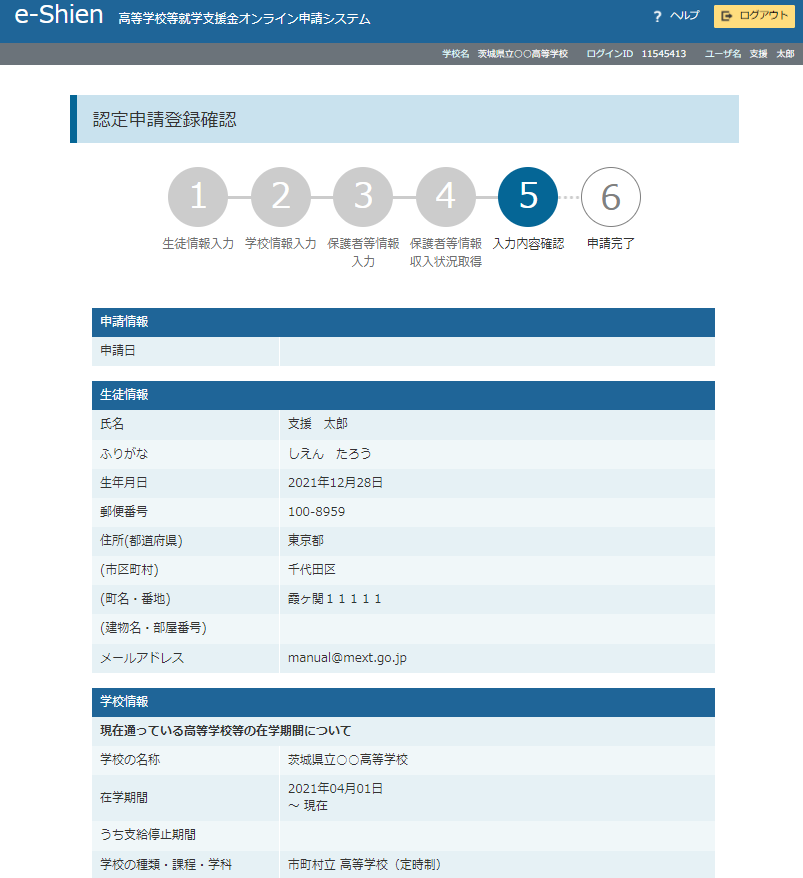 e-Shien 高等学校等就学支援金オンライン申請システム ? ヘルプ ログアウト
学校名 茨城県立○○高等学校 ログインID 11545413 ユーザ名 支援 太郎
認定申請登録確認
1 2 3 4 5 6
生徒情報入力 学校情報入力 保護者等情報入力 保護者等情報収入状況取得 入力内容確認 申請完了
申請情報
申請日
生徒情報
氏名 支援 太郎
ふりがな しえん たろう
生年月日 2021年12月28日
郵便番号 100-8959
住所(都道府県) 東京都
(市区町村) 千代田区
(町名・番地) 霞ヶ関１１１１１
(建物名・部屋番号)
メールアドレス manual@mext.go.jp
学校情報
現在通っている高等学校等の在学期間について
学校の名称 茨城県立○○高等学校
在学期間 2021年04月01日
～ 現在
うち支給停止期間
学校の種類・課程・学科 市町村立 高等学校（定時制）